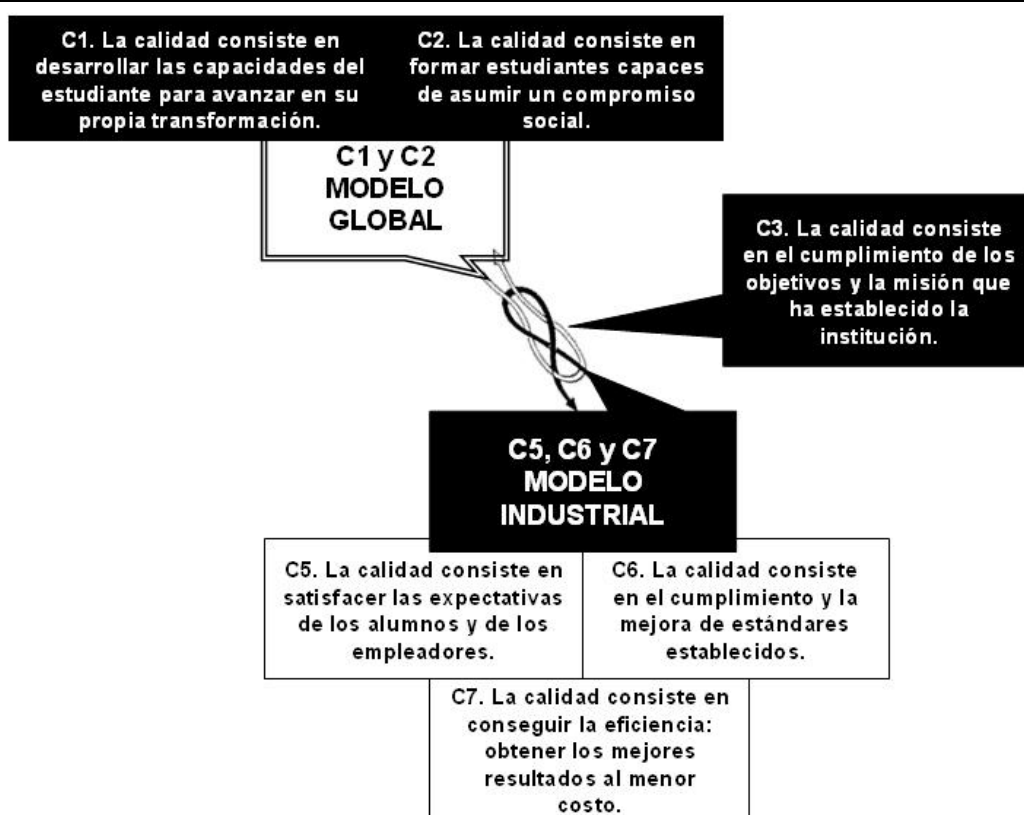 C1. La calidad consiste en
desarrollar las capacidades del
estudiante para avanzar en su
propia transformación.
C2. La calidad consiste en
formar estudiantes capaces
de asumir un compromiso
social.
C1 y C2
MODELO
GLOBAL
C3. La calidad consiste
en el cumplimiento de los
objetivos y la misión que
ha establecido la
institución.
C5, C6 y C7
MODELO
INDUSTRIAL
C5. La calidad consiste en
satisfacer las expectativas
de los alumnos y de los
empleadores.
C6. La calidad consiste
en el cumplimiento y la
mejora de estándares
establecidos.
C7. La calidad consiste en
conseguir la eficiencia:
obtener los mejores
resultados al menor
costo.